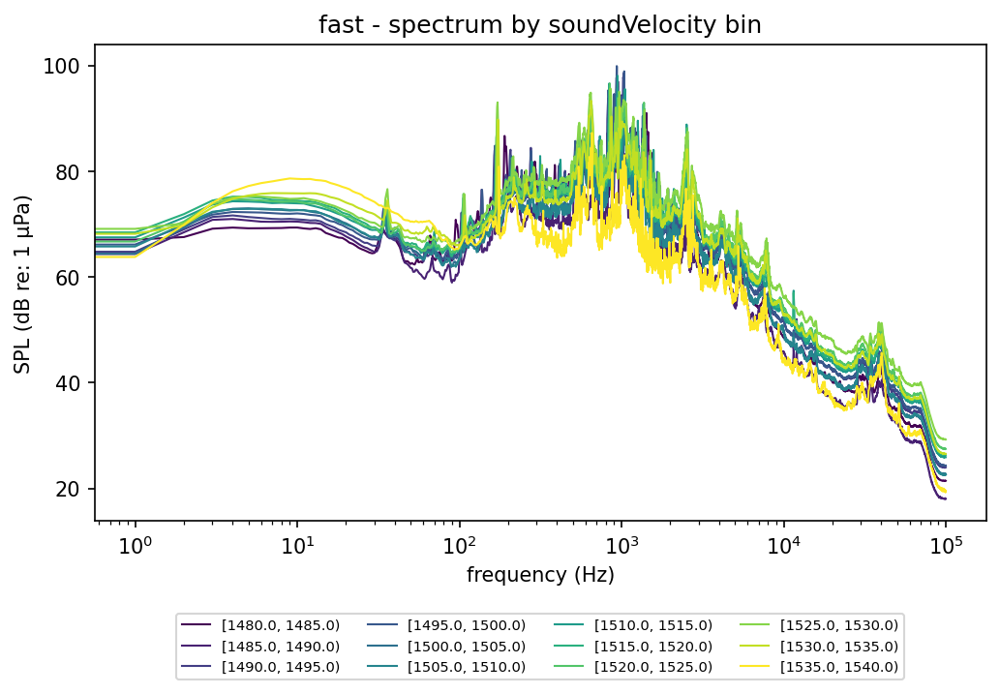 fast - spectrum by soundVelocity bin
SPL (dB re: 1 μPa)
100
80
60
40
20
10⁰ 10¹ 10² 10³ 10⁴ 10⁵
frequency (Hz)
[1480.0, 1485.0) [1495.0, 1500.0) [1510.0, 1515.0) [1525.0, 1530.0)
[1485.0, 1490.0) [1500.0, 1505.0) [1515.0, 1520.0) [1530.0, 1535.0)
[1490.0, 1495.0) [1505.0, 1510.0) [1520.0, 1525.0) [1535.0, 1540.0)